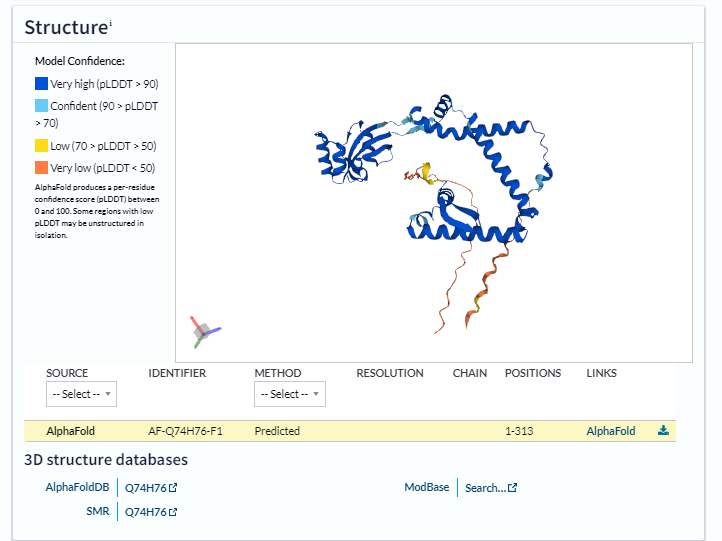 Structureⁱ
Model Confidence:
Very high (pLDDT > 90)
Confident (90 > pLDDT
> 70)
Low (70 > pLDDT > 50)
Very low (pLDDT < 50)
AlphaFold produces a per-residue
confidence score (pLDDT) between
0 and 100. Some regions with low
pLDDT may be unstructured in
isolation.
SOURCE IDENTIFIER METHOD RESOLUTION CHAIN POSITIONS LINKS
-- Select -- -- Select --
AlphaFold AF-Q74H76-F1 Predicted 1-313 AlphaFold
3D structure databases
AlphaFoldDB Q74H76 ModBase Search...
SMR Q74H76